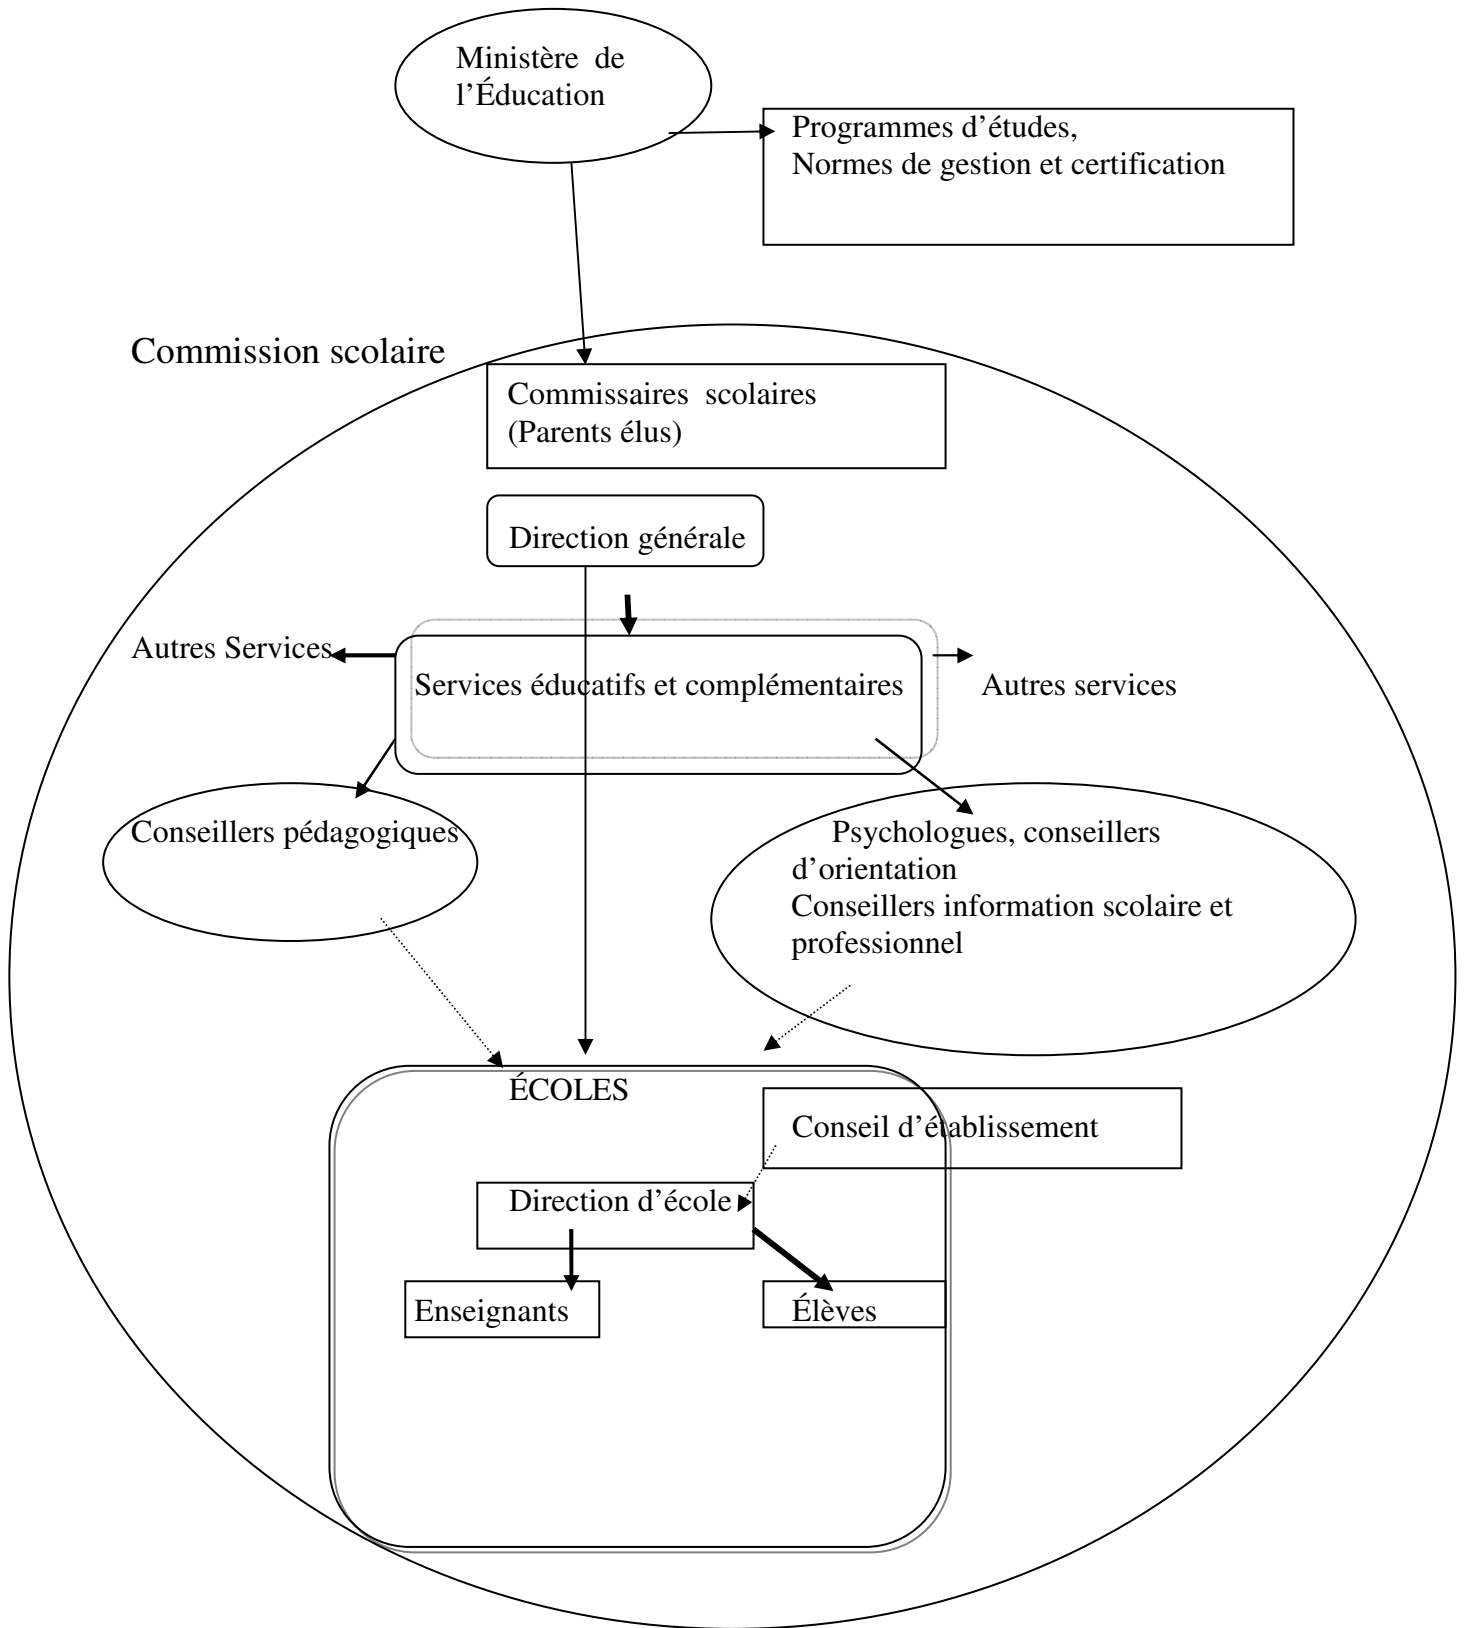 Ministère  de
l’Éducation
Programmes d’études,
Normes de gestion et certification
Commission scolaire
Commissaires  scolaires
(Parents élus)
Direction générale
Autres Services
Services éducatifs et complémentaires
Autres services
Conseillers pédagogiques
Psychologues, conseillers
d’orientation
Conseillers information scolaire et
professionnel
ÉCOLES
Conseil d’établissement
Direction d’école
Enseignants
Élèves